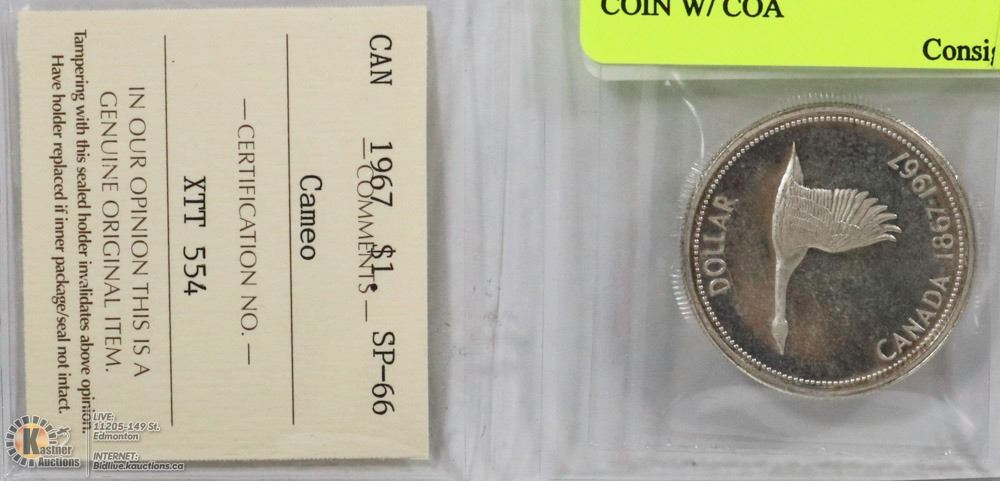 CAN 1967 $1. SP-66
— COMMENTS —
Cameo
— CERTIFICATION NO. —
XTT 554
IN OUR OPINION THIS IS A
GENUINE ORIGINAL ITEM.
Tampering with this sealed holder invalidates above opinion.
Have holder replaced if inner package/seal not intact.
COIN W/ COA
Consi
DOLLAR
CANADA 1867-1967
Kastner
Auctions
LIVE:
11205-149 St.
Edmonton
INTERNET:
Bidlive.kauctions.ca